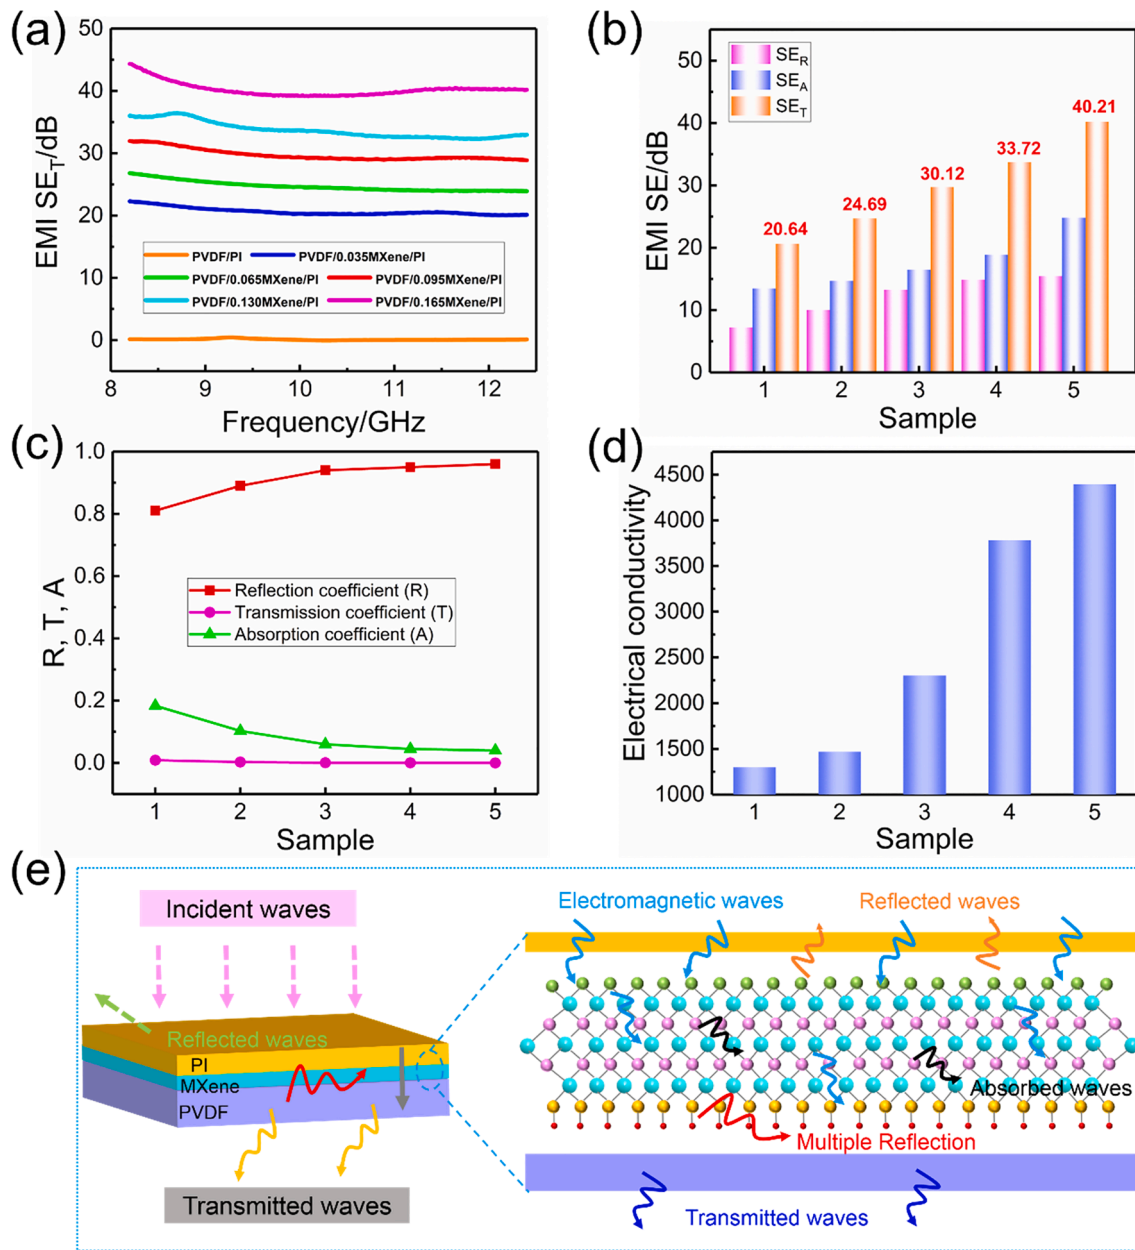 (a)
EMI SE_T/dB
50
40
30
20
10
0
PVDF/PI
PVDF/0.035MXene/PI
PVDF/0.065MXene/PI
PVDF/0.095MXene/PI
PVDF/0.130MXene/PI
PVDF/0.165MXene/PI
8
9
10
11
12
Frequency/GHz
(b)
EMI SE/dB
50
40
30
20
10
0
SE_R
SE_A
SE_T
20.64
24.69
30.12
33.72
40.21
1
2
3
4
5
Sample
(c)
R, T, A
1.0
0.8
0.6
0.4
0.2
0.0
Reflection coefficient (R)
Transmission coefficient (T)
Absorption coefficient (A)
1
2
3
4
5
Sample
(d)
Electrical conductivity
4500
4000
3500
3000
2500
2000
1500
1000
1
2
3
4
5
Sample
(e)
Incident waves
Reflected waves
PI
MXene
PVDF
Transmitted waves
Electromagnetic waves
Reflected waves
Absorbed waves
Multiple Reflection
Transmitted waves